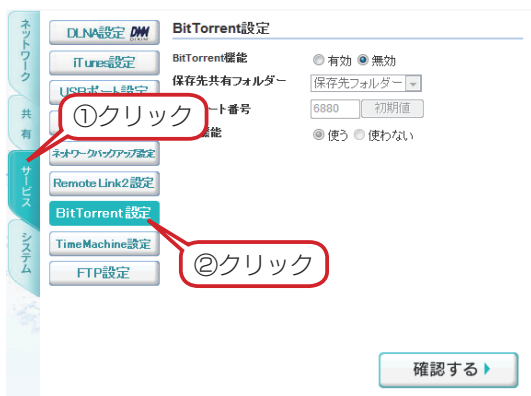 ネットワーク
共有
サービス
システム
DLNA設定
iTunes設定
USBポート設定
ネットワークバックアップ設定
Remote Link2設定
BitTorrent設定
TimeMachine設定
FTP設定
BitTorrent設定
BitTorrent機能 有効 無効
保存先共有フォルダー 保存先フォルダー
ート番号 6880 初期値
機能 使う 使わない
①クリック
②クリック
確認する